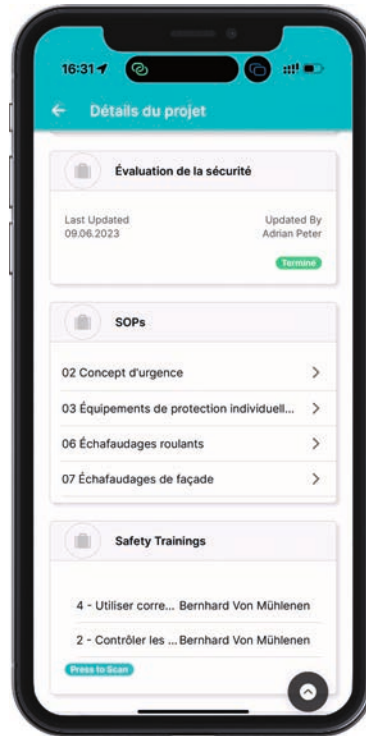 16:31
Détails du projet
Évaluation de la sécurité
Last Updated
09.06.2023
Updated By
Adrian Peter
Terminé
SOPs
02 Concept d'urgence
03 Équipements de protection individuell...
06 Échafaudages roulants
07 Échafaudages de façade
Safety Trainings
4 - Utiliser corre... Bernhard Von Mühlenen
2 - Contrôler les ... Bernhard Von Mühlenen
Press to Scan